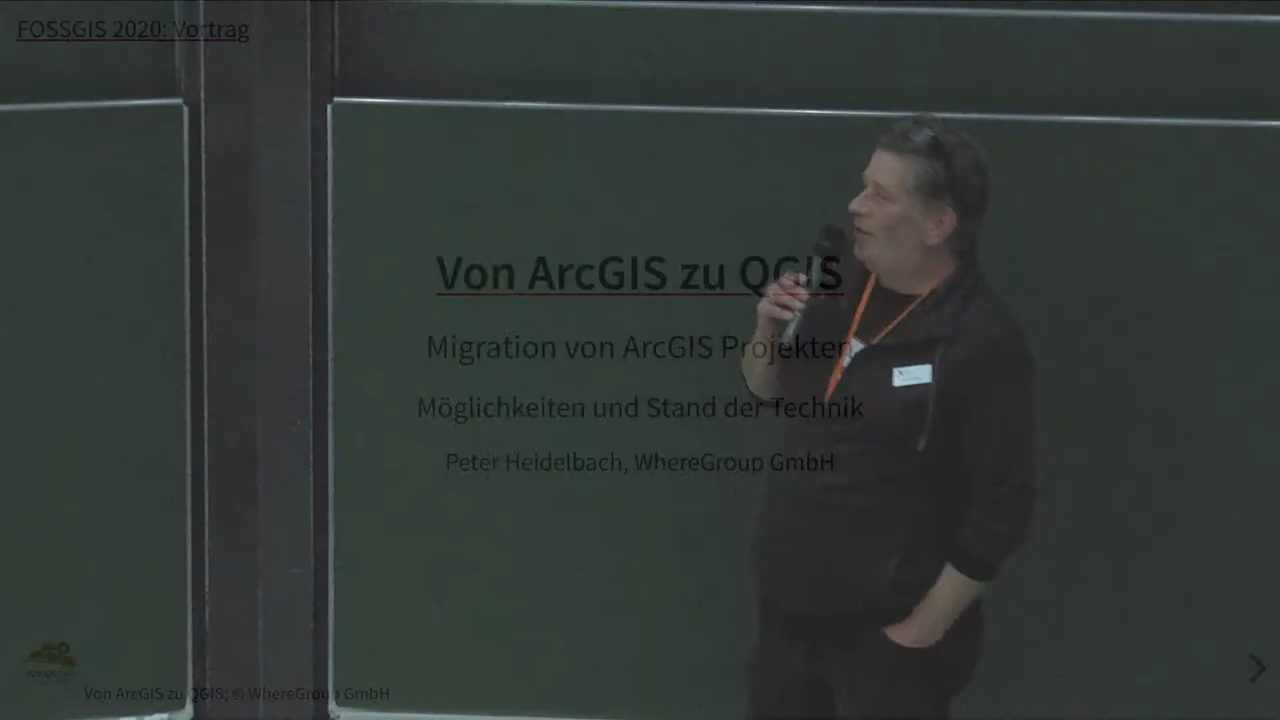 FOSSGIS 2020: Vortrag
Von ArcGIS zu QGIS
Migration von ArcGIS Projekten
Möglichkeiten und Stand der Technik
Peter Heidelbach, WhereGroup GmbH
Von ArcGIS zu QGIS; © WhereGroup GmbH